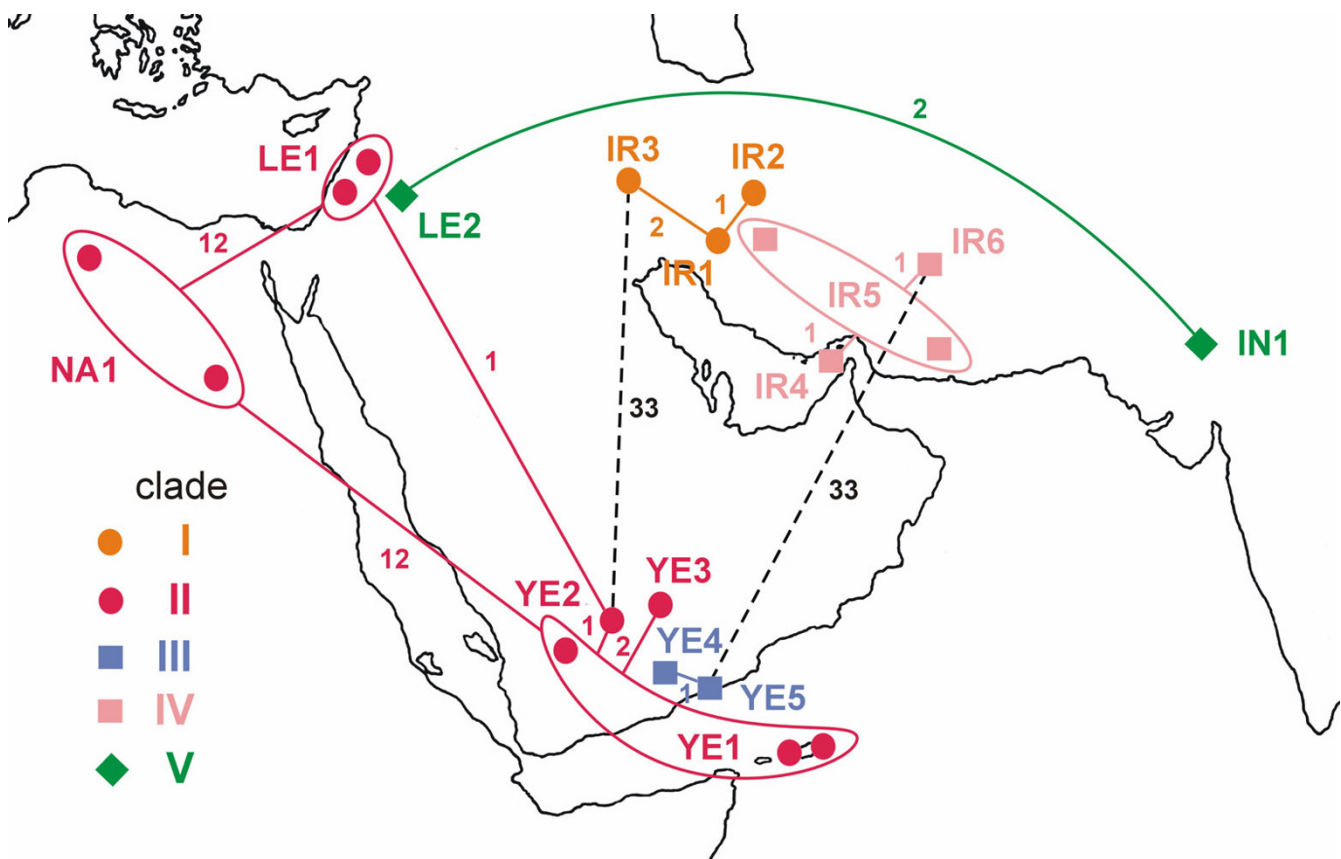 2
LE1
IR3
IR2
1
LE2
12
2
IR1
1
IR6
IR5
NA1
1
IR4
IN1
1
33
33
clade
I
12
YE2
YE3
II
1
2
YE4
III
1
YE5
IV
YE1
V